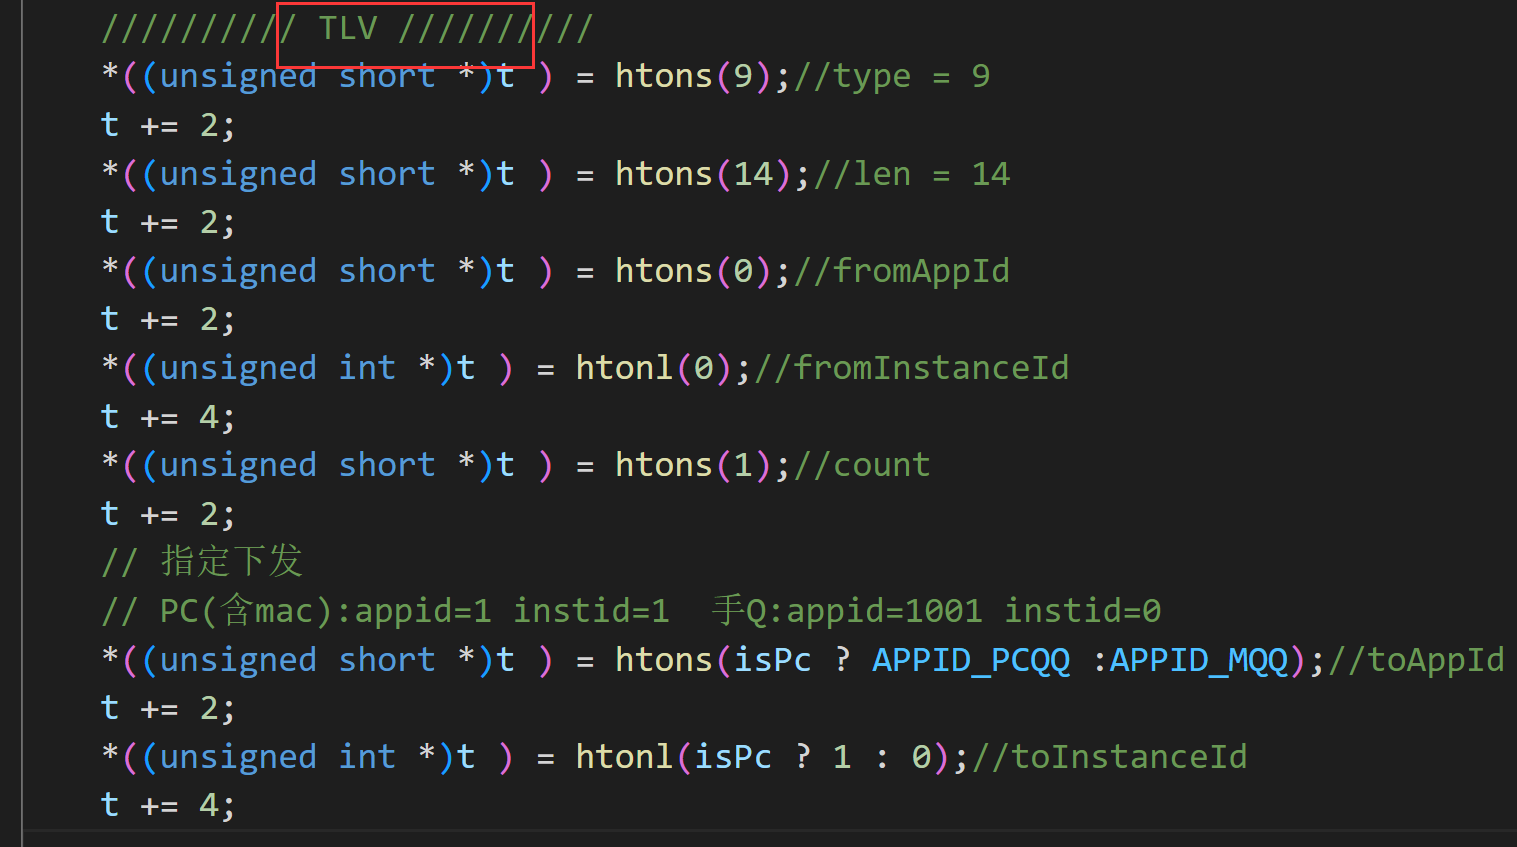 ////////// TLV //////////
*((unsigned short *)t ) = htons(9);//type = 9
t += 2;
*((unsigned short *)t ) = htons(14);//len = 14
t += 2;
*((unsigned short *)t ) = htons(0);//fromAppId
t += 2;
*((unsigned int *)t ) = htonl(0);//fromInstanceId
t += 4;
*((unsigned short *)t ) = htons(1);//count
t += 2;
// 指定下发
// PC(含mac):appid=1 instid=1  手Q:appid=1001 instid=0
*((unsigned short *)t ) = htons(isPc ? APPID_PCQQ :APPID_MQQ);//toAppId
t += 2;
*((unsigned int *)t ) = htonl(isPc ? 1 : 0);//toInstanceId
t += 4;